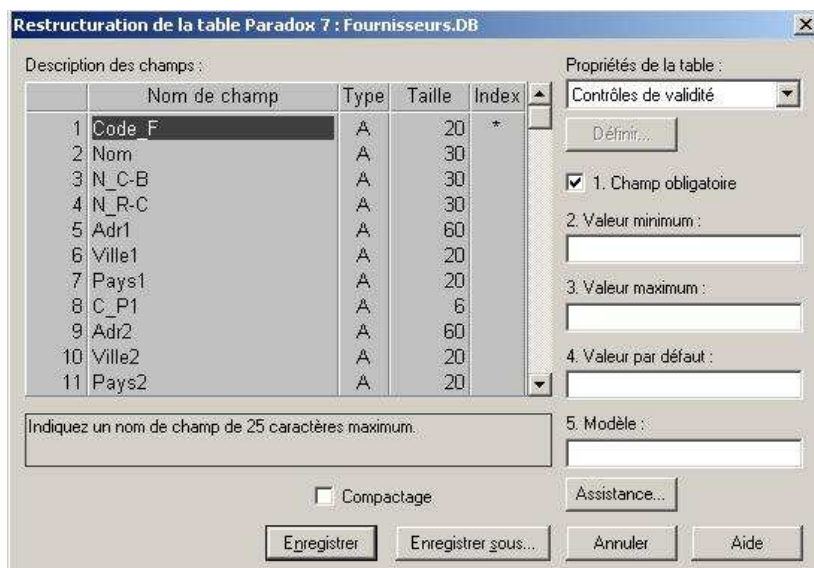 Restructuration de la table Paradox 7 : Fournisseurs.DB
Description des champs :
Nom de champ Type Taille Index
1 Code_F A 20 *
2 Nom A 30
3 N_C-B A 30
4 N_R-C A 30
5 Adr1 A 60
6 Ville1 A 20
7 Pays1 A 20
8 C_P1 A 6
9 Adr2 A 60
10 Ville2 A 20
11 Pays2 A 20
Indiquez un nom de champ de 25 caractères maximum.
Compactage
Enregistrer Enregistrer sous...
Propriétés de la table :
Contrôles de validité
Définir...
1. Champ obligatoire
2. Valeur minimum :
3. Valeur maximum :
4. Valeur par défaut :
5. Modèle :
Assistance...
Annuler Aide